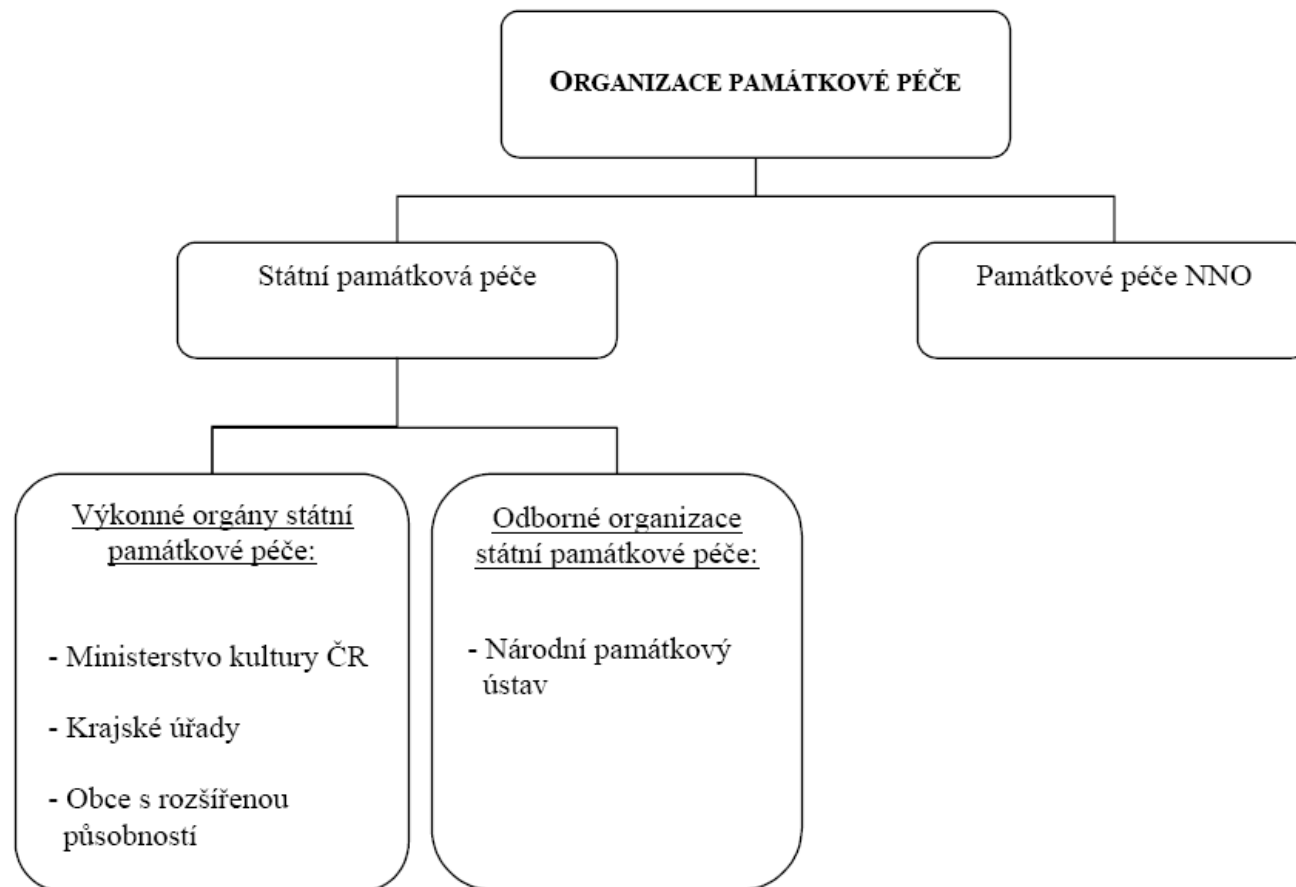 ORGANIZACE PAMÁTKOVÉ PÉČE
Státní památková péče
Památkové péče NNO
Výkonné orgány státní
památkové péče:
- Ministerstvo kultury ČR
- Krajské úřady
- Obce s rozšířenou
působností
Odborné organizace
státní památkové péče:
- Národní památkový
ústav